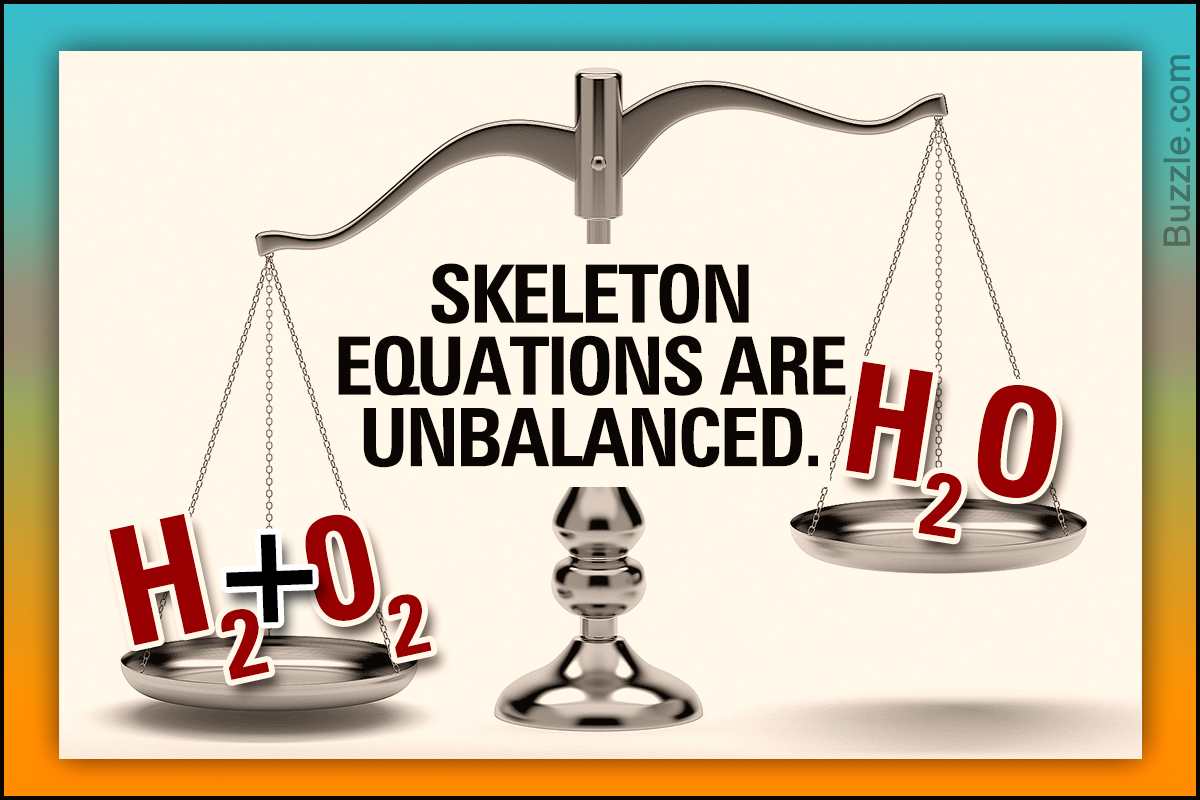 SKELETON
EQUATIONS ARE
UNBALANCED.
H₂+O₂
H₂O
Buzzle.com